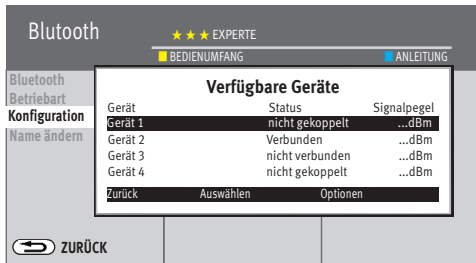 Blutooth
★ ★ ★ EXPERTE
BEDIENUMFANG ANLEITUNG
Bluetooth
Betriebart
Konfiguration
Name ändern
Verfügbare Geräte
Gerät Status Signalpegel
Gerät 1 nicht gekoppelt ...dBm
Gerät 2 Verbunden ...dBm
Gerät 3 nicht verbunden ...dBm
Gerät 4 nicht gekoppelt ...dBm
Zurück Auswählen Optionen
ZURÜCK